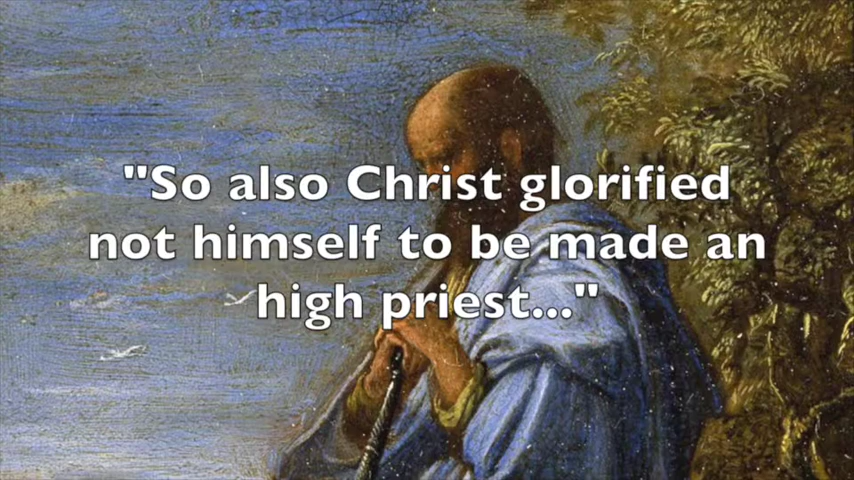 "So also Christ glorified
not himself to be made an
high priest..."